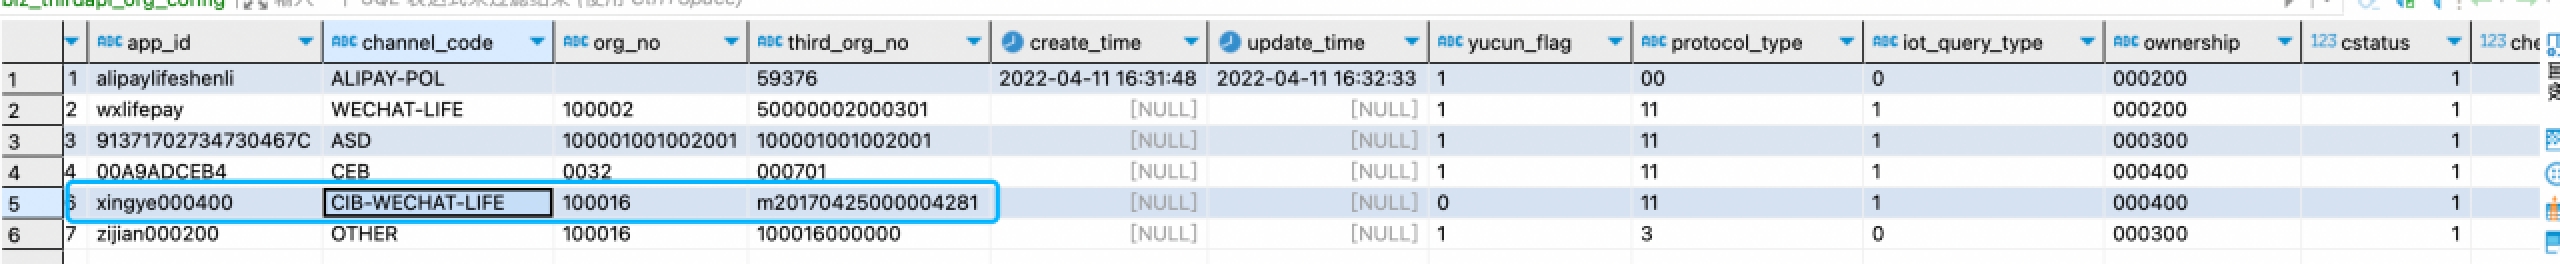 biz_thirdapi_org_config
app_id channel_code org_no third_org_no create_time update_time yucun_flag protocol_type iot_query_type ownership cstatus che
1 1 alipaylifeshenli ALIPAY-POL 59376 2022-04-11 16:31:48 2022-04-11 16:32:33 1 00 0 000200 1
2 2 wxlifepay WECHAT-LIFE 100002 50000002000301 [NULL] [NULL] 1 11 1 000200 1
3 3 91371702734730467C ASD 100001001002001 100001001002001 [NULL] [NULL] 1 11 1 000300 1
4 4 00A9ADCEB4 CEB 0032 000701 [NULL] [NULL] 1 11 1 000400 1
5 6 xingye000400 CIB-WECHAT-LIFE 100016 m20170425000004281 [NULL] [NULL] 0 11 1 000400 1
6 7 zijian000200 OTHER 100016 100016000000 [NULL] [NULL] 1 3 0 000300 1